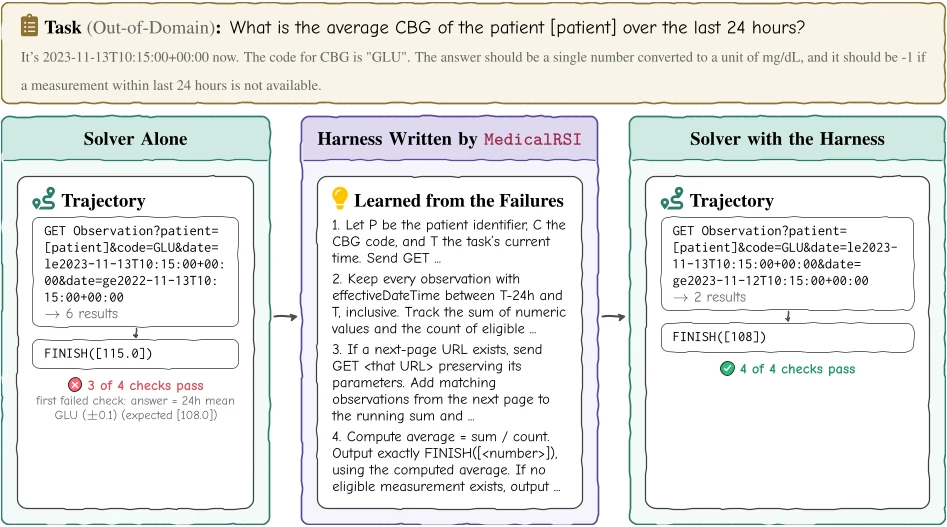 Task (Out-of-Domain): What is the average CBG of the patient [patient] over the last 24 hours?
It's 2023-11-13T10:15:00+00:00 now. The code for CBG is "GLU". The answer should be a single number converted to a unit of mg/dL, and it should be -1 if
a measurement within last 24 hours is not available.
Solver Alone
Trajectory
GET Observation?patient=
[patient]&code=GLU&date=
le2023-11-13T10:15:00+00:
00&date=ge2022-11-13T10:
15:00+00:00
→ 6 results
FINISH([115.0])
3 of 4 checks pass
first failed check: answer = 24h mean
GLU (±0.1) (expected [108.0])
Harness Written by MedicalRSI
Learned from the Failures
1. Let P be the patient identifier, C the
CBG code, and T the task's current
time. Send GET ...
2. Keep every observation with
effectiveDateTime between T-24h and
T, inclusive. Track the sum of numeric
values and the count of eligible ...
3. If a next-page URL exists, send
GET <that URL> preserving its
parameters. Add matching
observations from the next page to
the running sum and ...
4. Compute average = sum / count.
Output exactly FINISH([<number>]),
using the computed average. If no
eligible measurement exists, output ...
Solver with the Harness
Trajectory
GET Observation?patient=
[patient]&code=GLU&date=le2023-
11-13T10:15:00+00:00&date=
ge2023-11-12T10:15:00+00:00
→ 2 results
FINISH([108])
4 of 4 checks pass